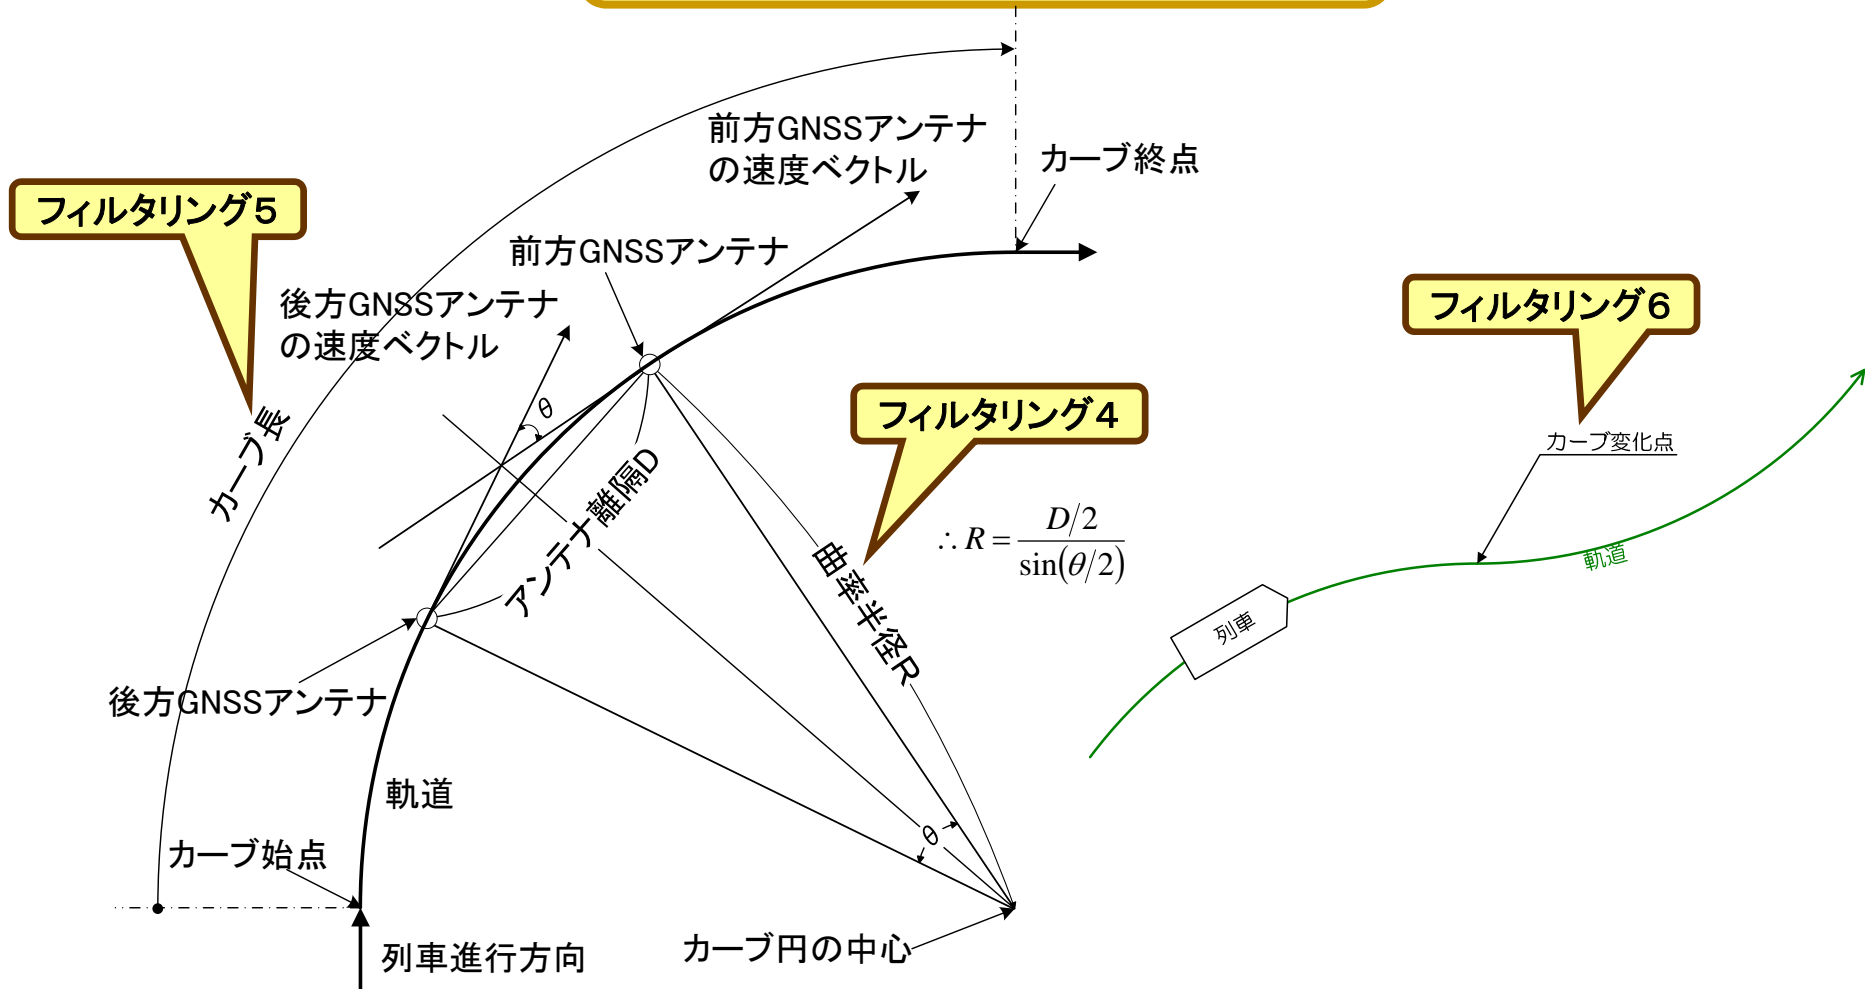 前方GNSSアンテナ
の速度ベクトル
カーブ終点
フィルタリング5
前方GNSSアンテナ
後方GNSSアンテナ
の速度ベクトル
フィルタリング6
θ
フィルタリング4
カーブ長
アンテナ離隔D
カーブ変化点
∴ R = (D/2) / sin(θ/2)
曲率半径R
軌道
列車
後方GNSSアンテナ
軌道
θ
カーブ始点
カーブ円の中心
列車進行方向